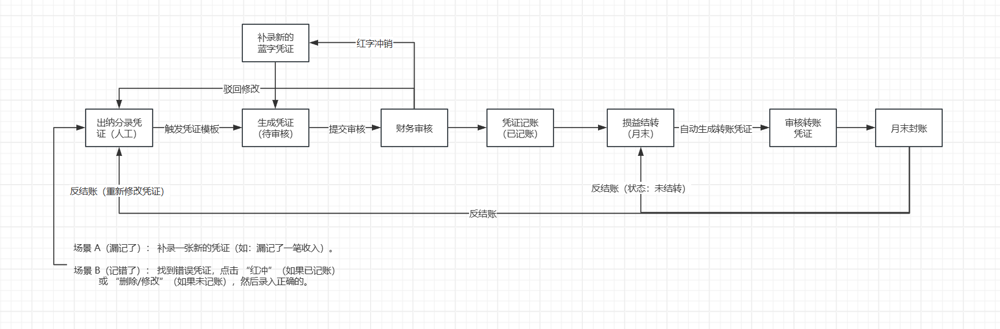 补录新的
蓝字凭证
红字冲销
驳回修改
出纳分录凭
证（人工）
触发凭证模板
生成凭证
（待审核）
提交审核
财务审核
凭证记账
（已记账）
损益结转
（月末）
自动生成转账凭证
审核转账
凭证
月末封账
反结账（重新修改凭证）
反结账（状态：未结转）
反结账
场景 A（漏记了）： 补录一张新的凭证（如：漏记了一笔收入）。
场景 B（记错了）： 找到错误凭证，点击 “红冲”（如果已记账）
或 “删除/修改”（如果未记账），然后录入正确的。